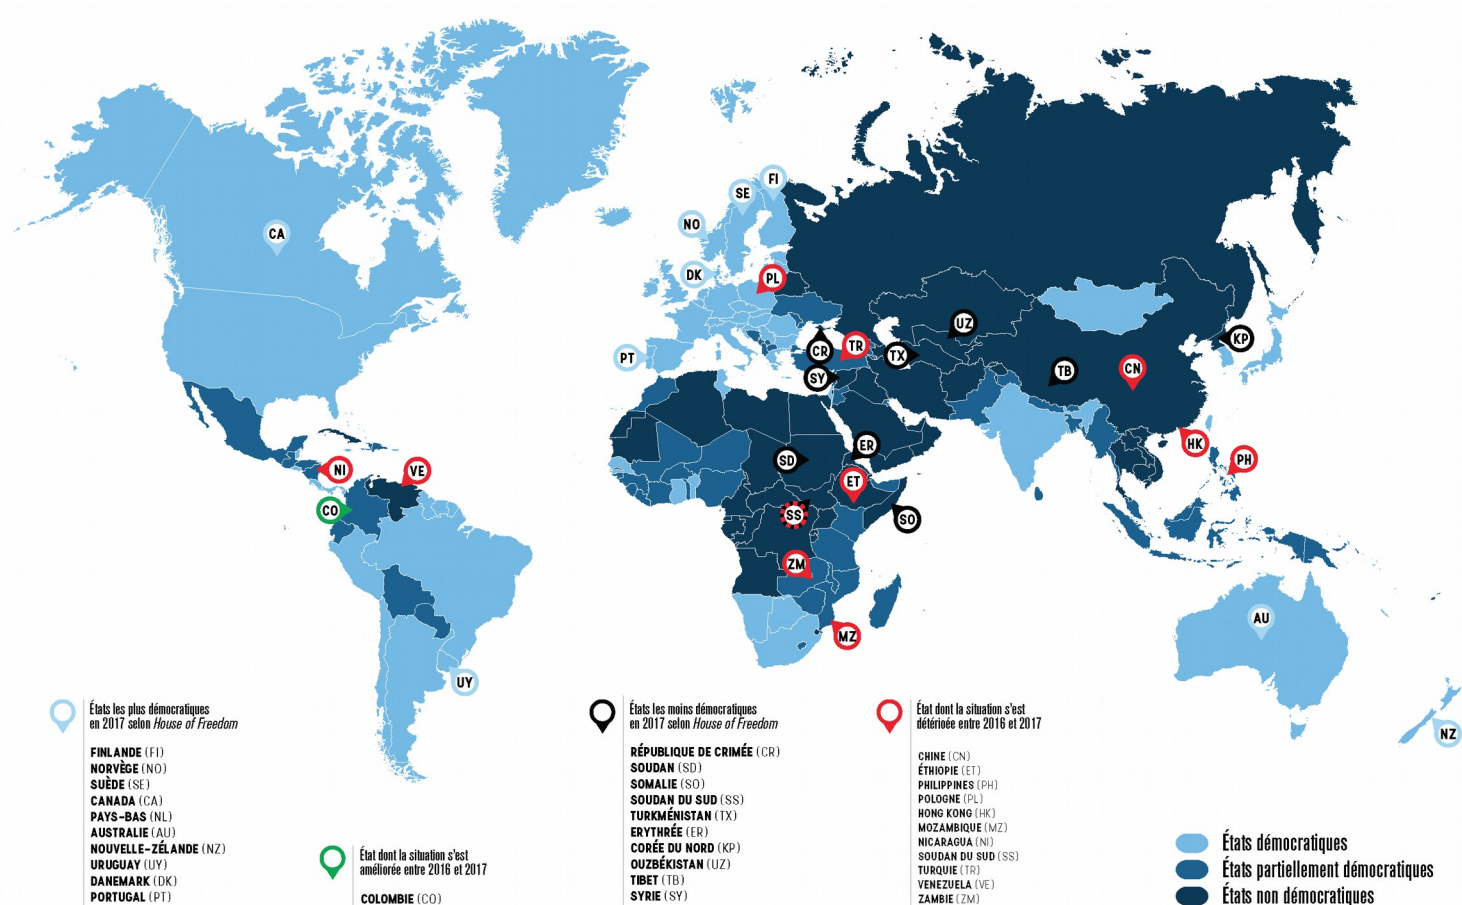 FI
SE
NO
CA
DK
PL
UZ
KP
CR
TR
TX
PT
SY
TB
CN
ER
HK
SD
PH
NI
VE
ET
CO
SS
SO
ZM
AU
MZ
UY
NZ
États les plus démocratiques
en 2017 selon House of Freedom
FINLANDE (FI)
NORVÈGE (NO)
SUÈDE (SE)
CANADA (CA)
PAYS-BAS (NL)
AUSTRALIE (AU)
NOUVELLE-ZÉLANDE (NZ)
URUGUAY (UY)
DANEMARK (DK)
PORTUGAL (PT)
État dont la situation s'est
améliorée entre 2016 et 2017
COLOMBIE (CO)
États les moins démocratiques
en 2017 selon House of Freedom
RÉPUBLIQUE DE CRIMÉE (CR)
SOUDAN (SD)
SOMALIE (SO)
SOUDAN DU SUD (SS)
TURKMÉNISTAN (TX)
ERYTHRÉE (ER)
CORÉE DU NORD (KP)
OUZBÉKISTAN (UZ)
TIBET (TB)
SYRIE (SY)
État dont la situation s'est
détériorée entre 2016 et 2017
CHINE (CN)
ÉTHIOPIE (ET)
PHILIPPINES (PH)
POLOGNE (PL)
HONG KONG (HK)
MOZAMBIQUE (MZ)
NICARAGUA (NI)
SOUDAN DU SUD (SS)
TURQUIE (TR)
VENEZUELA (VE)
ZAMBIE (ZM)
États démocratiques
États partiellement démocratiques
États non démocratiques